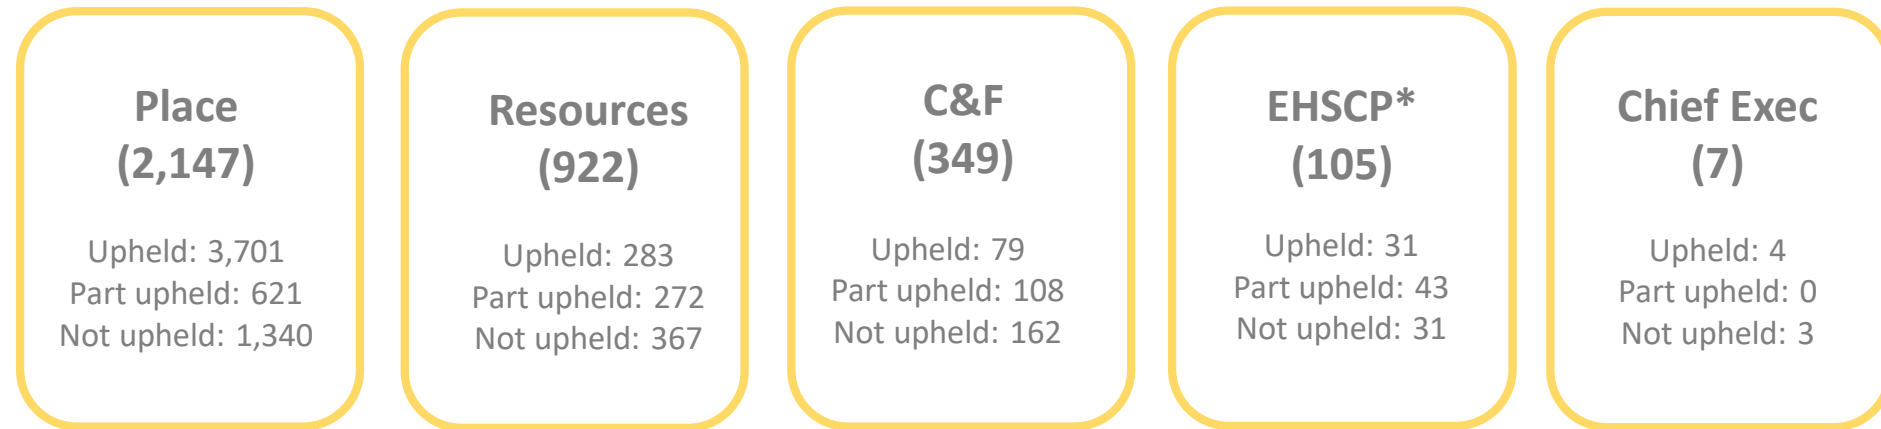 Place
(2,147)
Upheld: 3,701
Part upheld: 621
Not upheld: 1,340
Resources
(922)
Upheld: 283
Part upheld: 272
Not upheld: 367
C&F
(349)
Upheld: 79
Part upheld: 108
Not upheld: 162
EHSCP*
(105)
Upheld: 31
Part upheld: 43
Not upheld: 31
Chief Exec
(7)
Upheld: 4
Part upheld: 0
Not upheld: 3